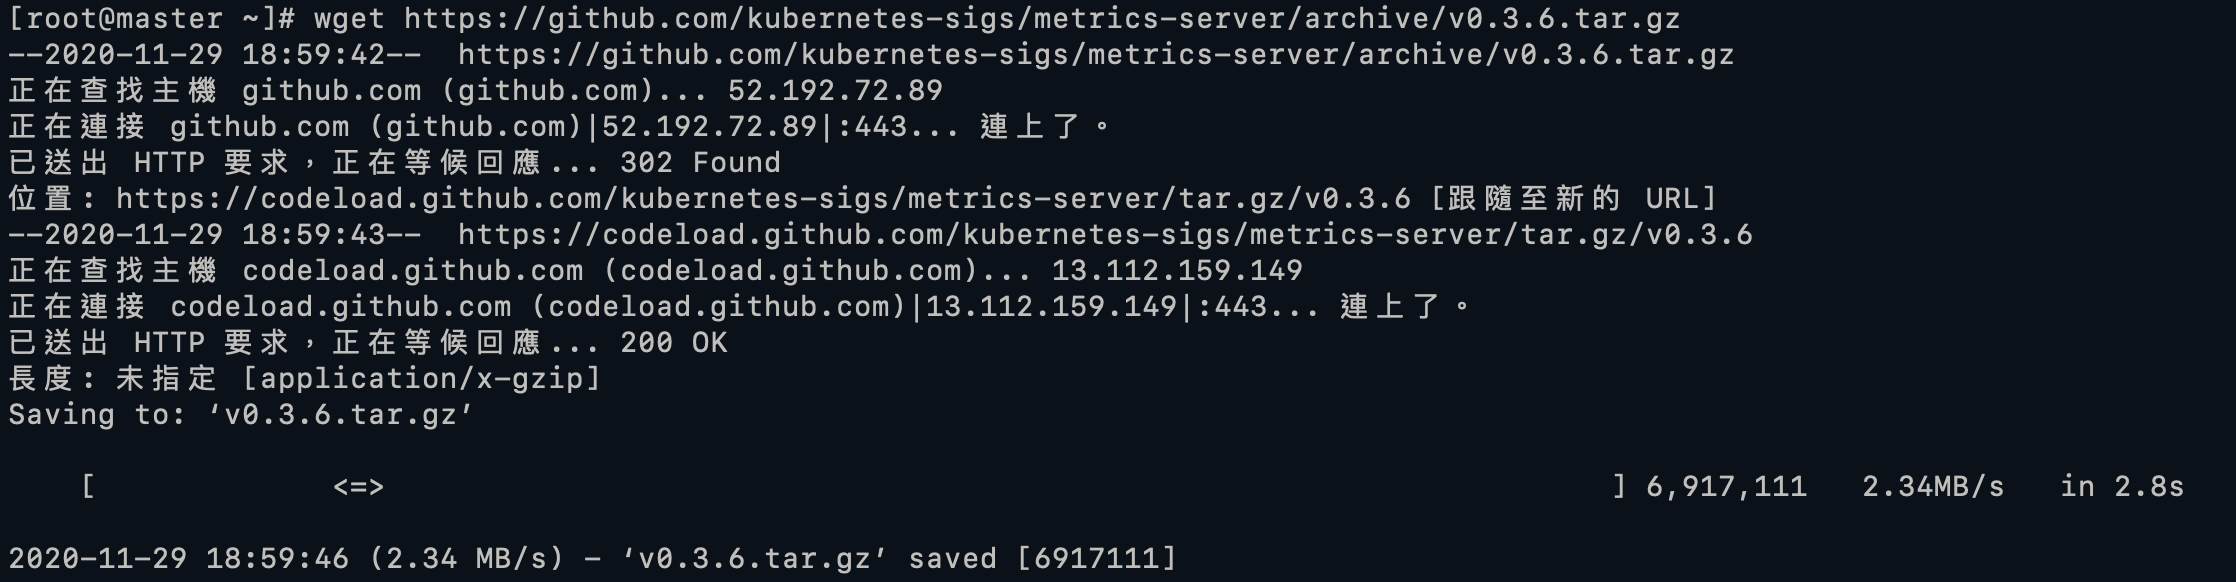 [root@master ~]# wget https://github.com/kubernetes-sigs/metrics-server/archive/v0.3.6.tar.gz
--2020-11-29 18:59:42--  https://github.com/kubernetes-sigs/metrics-server/archive/v0.3.6.tar.gz
正在查找主機 github.com (github.com)... 52.192.72.89
正在連接 github.com (github.com)|52.192.72.89|:443... 連上了。
已送出 HTTP 要求，正在等候回應... 302 Found
位置: https://codeload.github.com/kubernetes-sigs/metrics-server/tar.gz/v0.3.6 [跟隨至新的 URL]
--2020-11-29 18:59:43--  https://codeload.github.com/kubernetes-sigs/metrics-server/tar.gz/v0.3.6
正在查找主機 codeload.github.com (codeload.github.com)... 13.112.159.149
正在連接 codeload.github.com (codeload.github.com)|13.112.159.149|:443... 連上了。
已送出 HTTP 要求，正在等候回應... 200 OK
長度: 未指定 [application/x-gzip]
Saving to: ‘v0.3.6.tar.gz’
[ <=> ] 6,917,111 2.34MB/s in 2.8s
2020-11-29 18:59:46 (2.34 MB/s) - ‘v0.3.6.tar.gz’ saved [6917111]